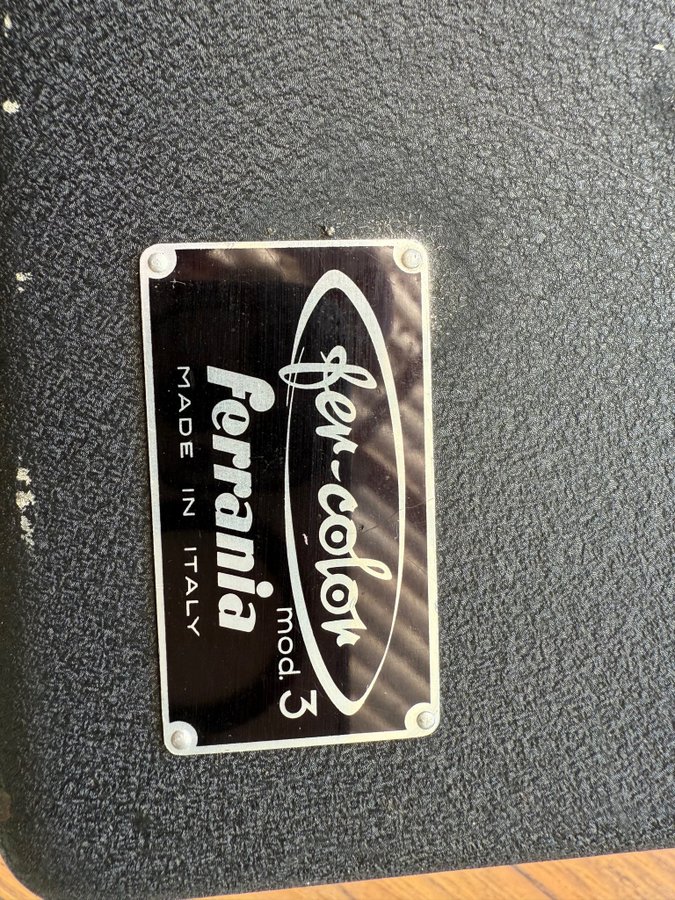 fer-color
mod. 3
ferrania
MADE IN ITALY